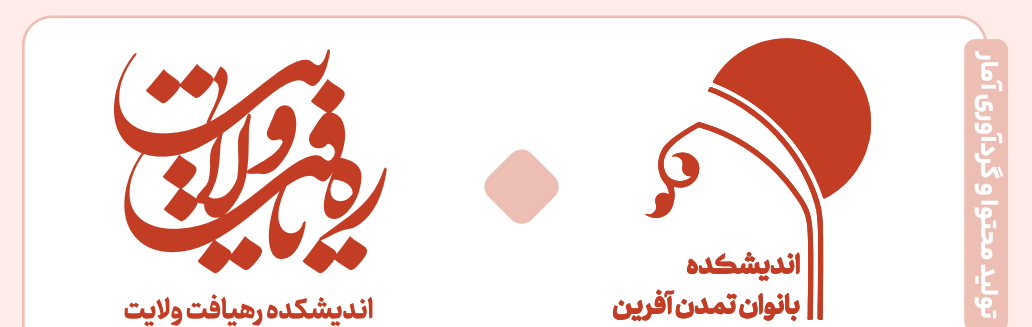 تولید محتوا و گردآوری آمار
اندیشکده
بانوان تمدن آفرین
رهیافت ولایت
اندیشکده رهیافت ولایت